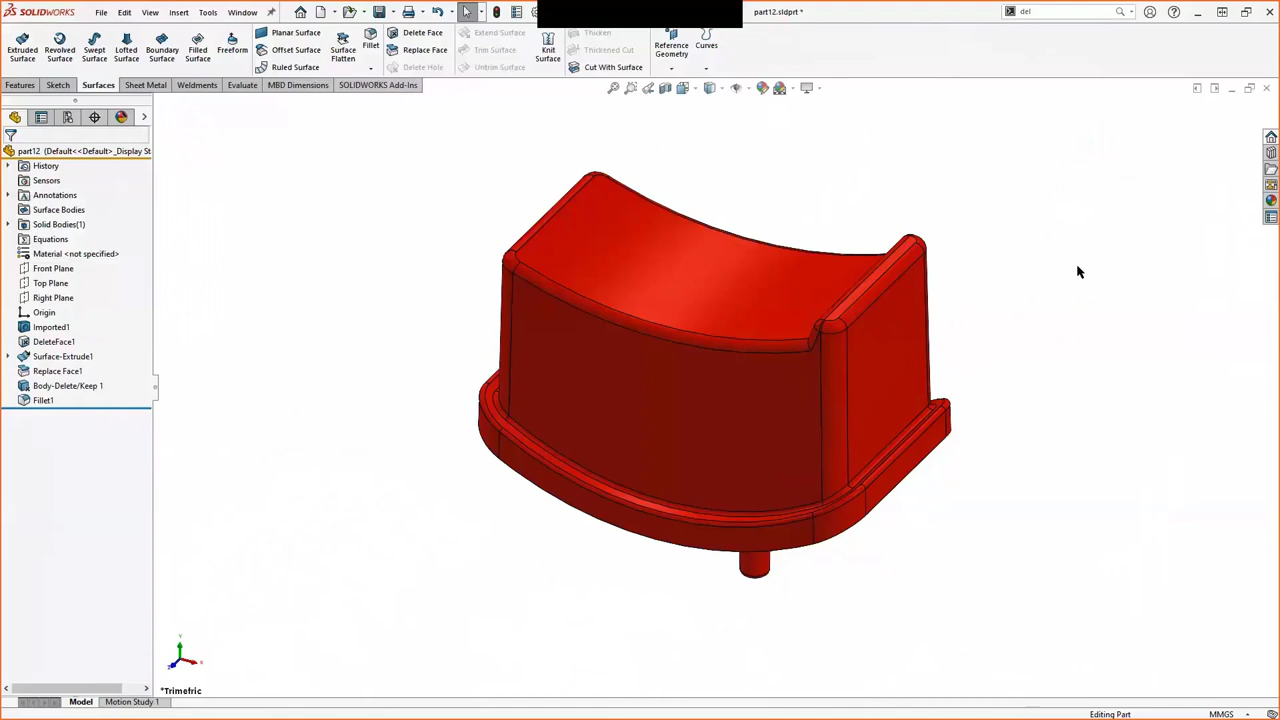 SOLIDWORKS File Edit View Insert Tools Window part12.sldprt * del
Extruded Surface Revolved Surface Swept Surface Lofted Surface Boundary Surface Filled Surface Freeform
Planar Surface
Offset Surface
Ruled Surface
Surface Flatten
Fillet
Delete Face
Replace Face
Delete Hole
Extend Surface
Trim Surface
Untrim Surface
Knit Surface
Thicken
Thickened Cut
Cut With Surface
Reference Geometry
Curves
Features Sketch Surfaces Sheet Metal Weldments Evaluate MBD Dimensions SOLIDWORKS Add-Ins
part12 (Default<<Default>_Display St
History
Sensors
Annotations
Surface Bodies
Solid Bodies(1)
Equations
Material <not specified>
Front Plane
Top Plane
Right Plane
Origin
Imported1
DeleteFace1
Surface-Extrude1
Replace Face1
Body-Delete/Keep 1
Fillet1
Y
X
Z
*Trimetric
Model Motion Study 1
Editing Part MMGS